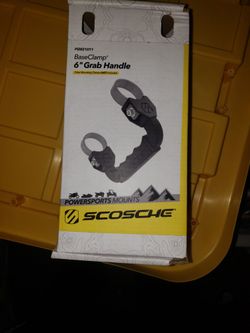 BaseClamp®
6" Grab Handle
SCOSCHE
POWERSPORTS MOUNTS